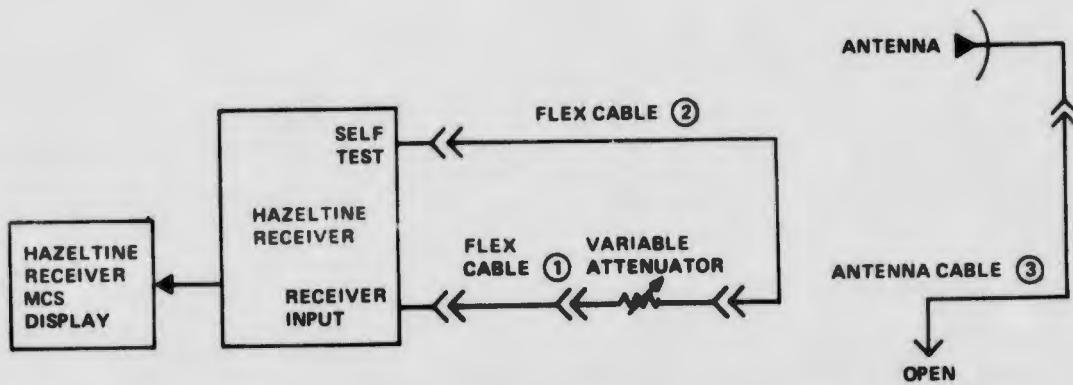 ANTENNA
FLEX CABLE ②
SELF
TEST
HAZELTINE
RECEIVER
FLEX
CABLE ①
VARIABLE
ATTENUATOR
HAZELTINE
RECEIVER
MCS
DISPLAY
RECEIVER
INPUT
ANTENNA CABLE ③
OPEN